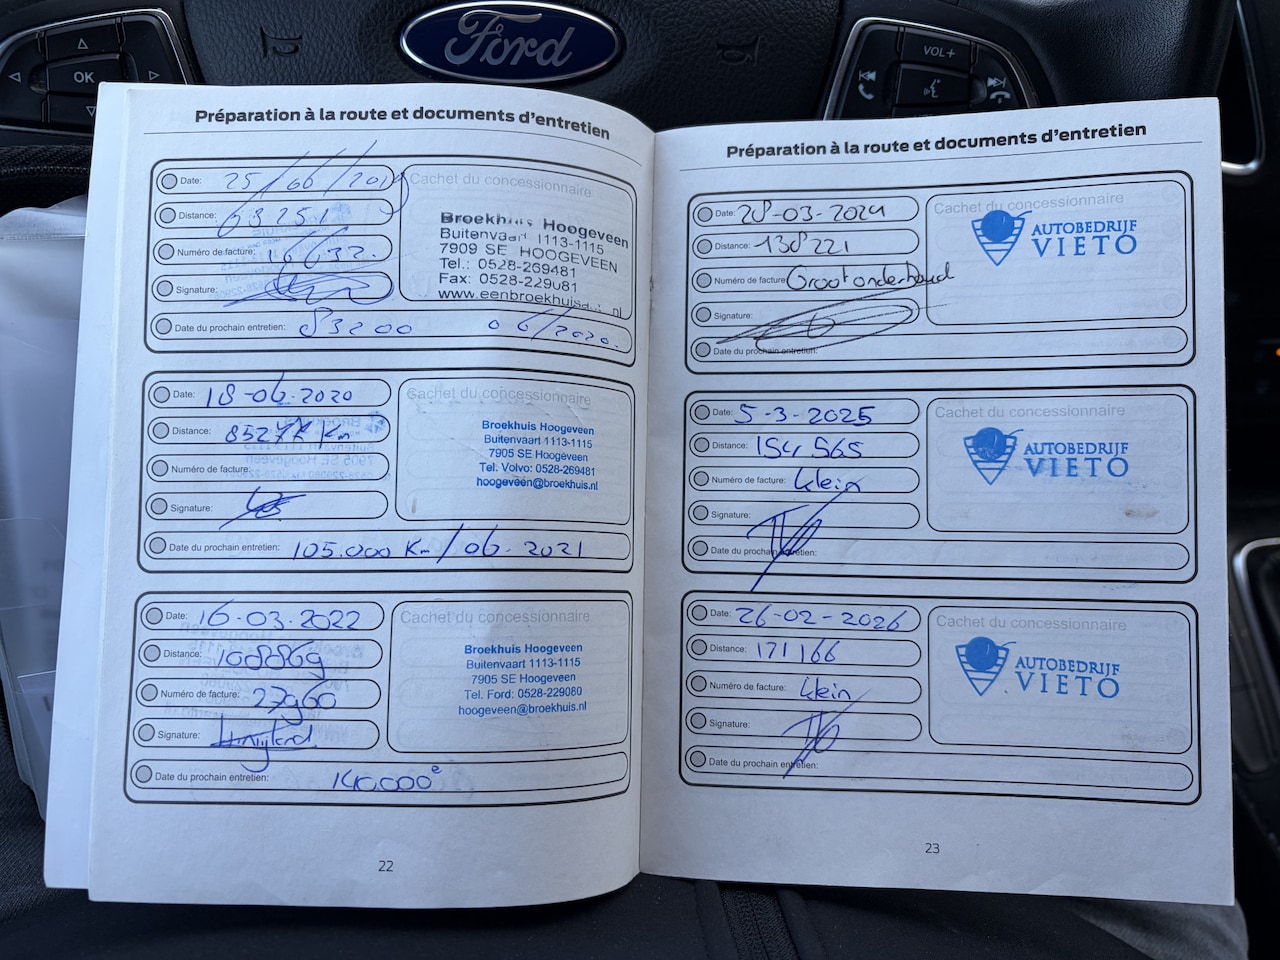 Ford
OK
VOL+
Préparation à la route et documents d'entretien
Date: 25/06/2019
Distance: 63251
Numéro de facture: 16632.
Signature:
Date du prochain entretien: 83200 06/2020.
Cachet du concessionnaire
Broekhuis Hoogeveen
Buitenvaart 1113-1115
7909 SE HOOGEVEEN
Tel.: 0528-269481
Fax: 0528-229081
www.eenbroekhuis.nl
Date: 18-06-2020
Distance: Km
Numéro de facture:
Signature:
Date du prochain entretien: 105.000 Km/06-2021
Cachet du concessionnaire
Broekhuis Hoogeveen
Buitenvaart 1113-1115
7905 SE Hoogeveen
Tel. Volvo: 0528-269481
hoogeveen@broekhuis.nl
Date: 16-03-2022
Distance: 108869
Numéro de facture: 27960
Signature:
Date du prochain entretien: 140.000
Cachet du concessionnaire
Broekhuis Hoogeveen
Buitenvaart 1113-1115
7905 SE Hoogeveen
Tel. Ford: 0528-229080
hoogeveen@broekhuis.nl
22
Préparation à la route et documents d'entretien
Date: 28-03-2024
Distance: 138221
Numéro de facture: Groot onderhoud
Signature:
Date du prochain entretien:
Cachet du concessionnaire
AUTOBEDRIJF
VIETO
Date: 5-3-2025
Distance: 154565
Numéro de facture: klein
Signature:
Date du prochain entretien:
Cachet du concessionnaire
AUTOBEDRIJF
VIETO
Date: 26-02-2026
Distance: 171166
Numéro de facture: klein
Signature:
Date du prochain entretien:
Cachet du concessionnaire
AUTOBEDRIJF
VIETO
23